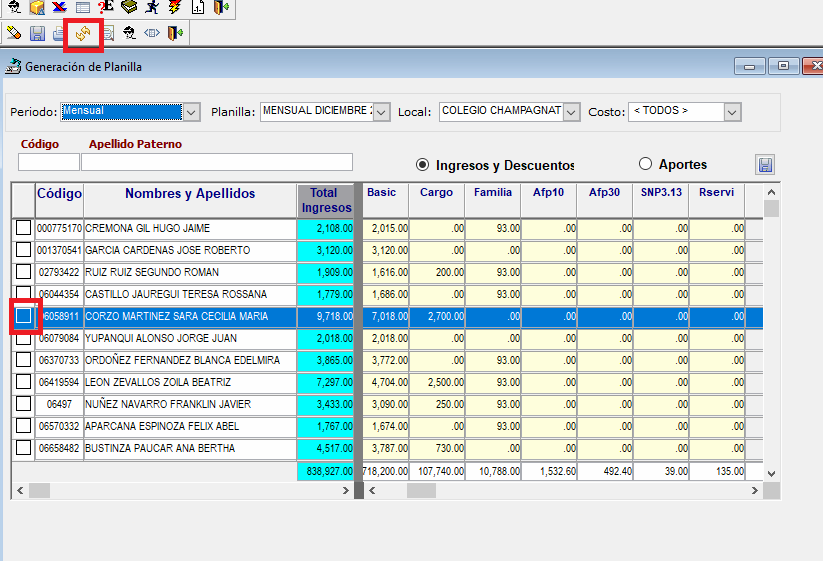 ?E
Generación de Planilla
Periodo: Mensual Planilla: MENSUAL DICIEMBRE Local: COLEGIO CHAMPAGNAT Costo: < TODOS >
Código Apellido Paterno
Ingresos y Descuentos Aportes
Código Nombres y Apellidos Total Ingresos Basic Cargo Familia Afp10 Afp30 SNP3.13 Rservi
000775170 CREMONA GIL HUGO JAIME 2,108.00 2,015.00 .00 93.00 .00 .00 .00 .00
001370541 GARCIA CARDENAS JOSE ROBERTO 3,120.00 3,120.00 .00 .00 .00 .00 .00 .00
02793422 RUIZ RUIZ SEGUNDO ROMAN 1,909.00 1,616.00 200.00 93.00 .00 .00 .00 .00
06044354 CASTILLO JAUREGUI TERESA ROSSANA 1,779.00 1,686.00 .00 93.00 .00 .00 .00 .00
06058911 CORZO MARTINEZ SARA CECILIA MARIA 9,718.00 7,018.00 2,700.00 .00 .00 .00 .00 .00
06079084 YUPANQUI ALONSO JORGE JUAN 2,018.00 2,018.00 .00 .00 .00 .00 .00 .00
06370733 ORDOÑEZ FERNANDEZ BLANCA EDELMIRA 3,865.00 3,772.00 .00 93.00 .00 .00 .00 .00
06419594 LEON ZEVALLOS ZOILA BEATRIZ 7,297.00 4,704.00 2,500.00 93.00 .00 .00 .00 .00
06497 NUÑEZ NAVARRO FRANKLIN JAVIER 3,433.00 3,090.00 250.00 93.00 .00 .00 .00 .00
06570332 APARCANA ESPINOZA FELIX ABEL 1,767.00 1,674.00 .00 93.00 .00 .00 .00 .00
06658482 BUSTINZA PAUCAR ANA BERTHA 4,517.00 3,787.00 730.00 .00 .00 .00 .00 .00
838,927.00 718,200.00 107,740.00 10,788.00 1,532.60 492.40 39.00 135.00